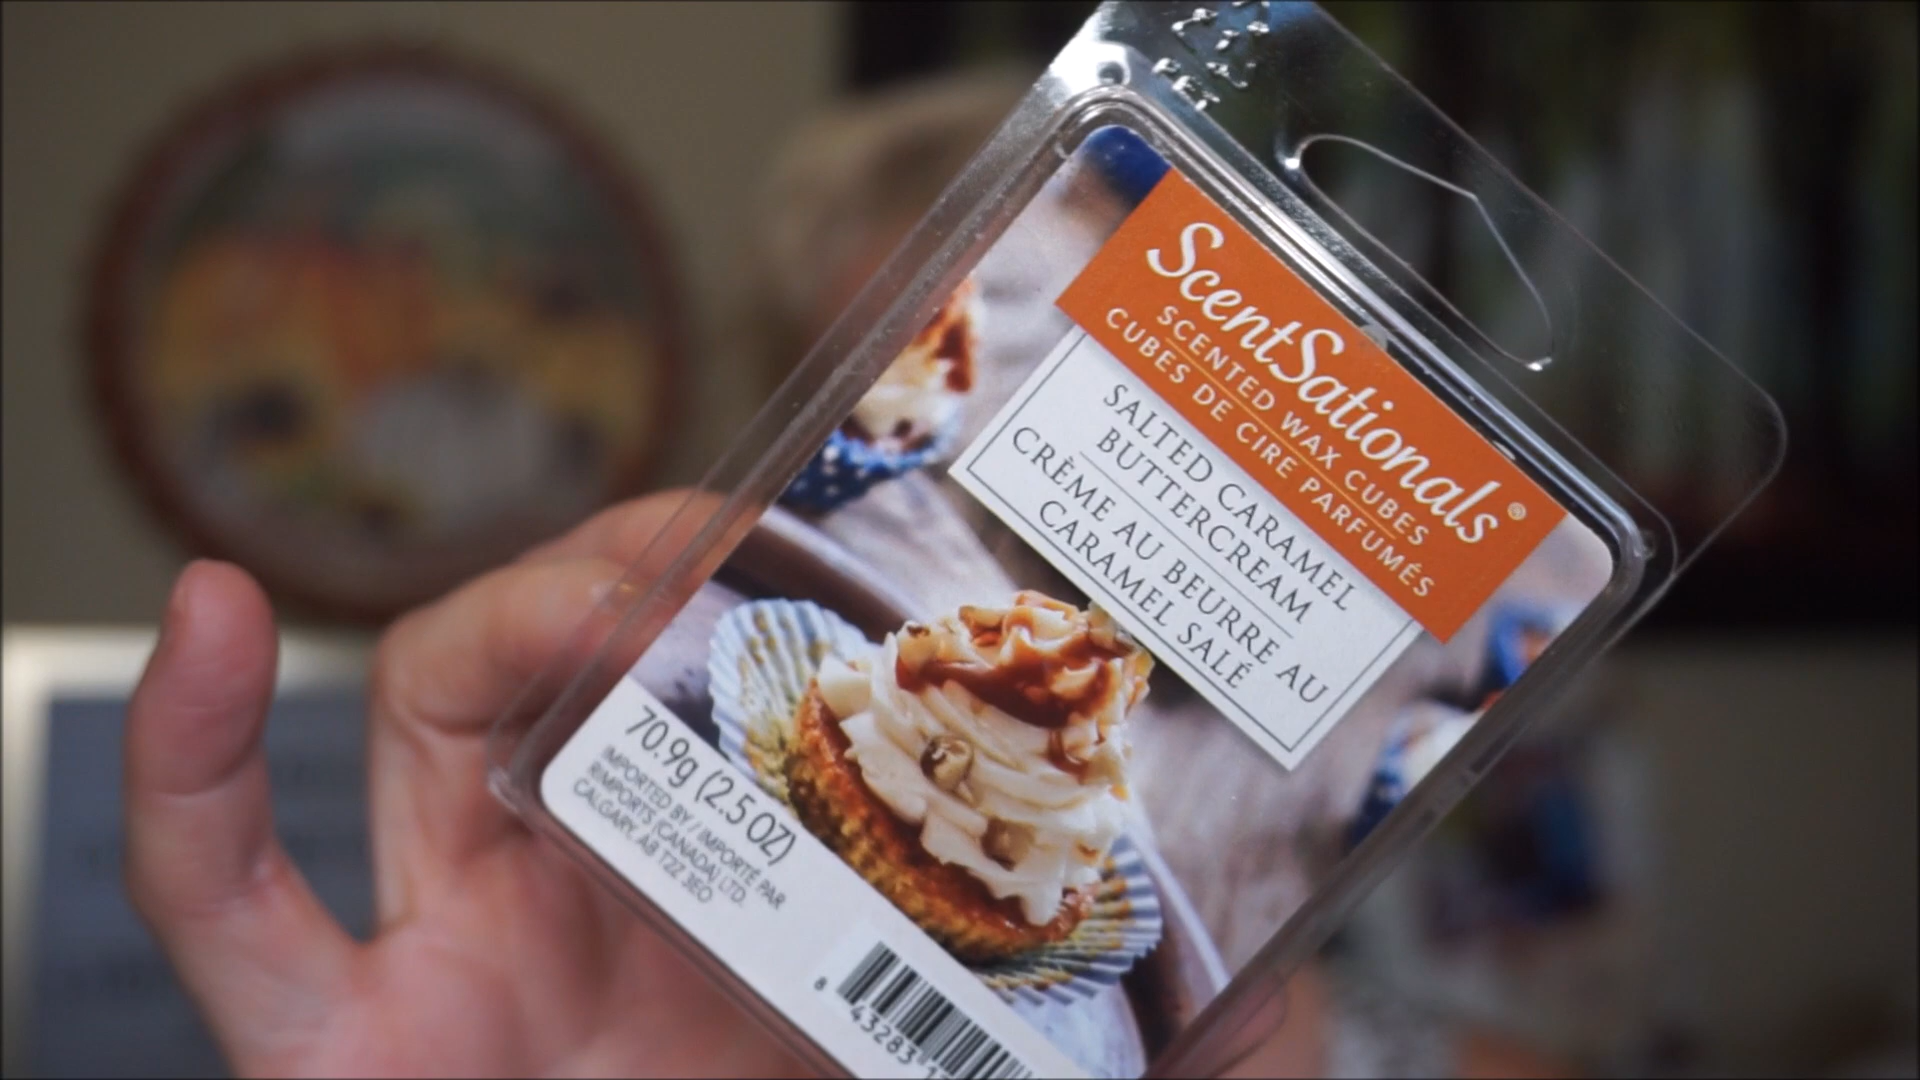 ScentSationals®
SCENTED WAX CUBES
CUBES DE CIRE PARFUMÉS
SALTED CARAMEL
BUTTERCREAM
CRÈME AU BEURRE AU
CARAMEL SALÉ
70.9g (2.5 OZ)
IMPORTED BY / IMPORTÉ PAR
RIMPORTS (CANADA) LTD.
CALGARY, AB T2Z 3E0
8 43283